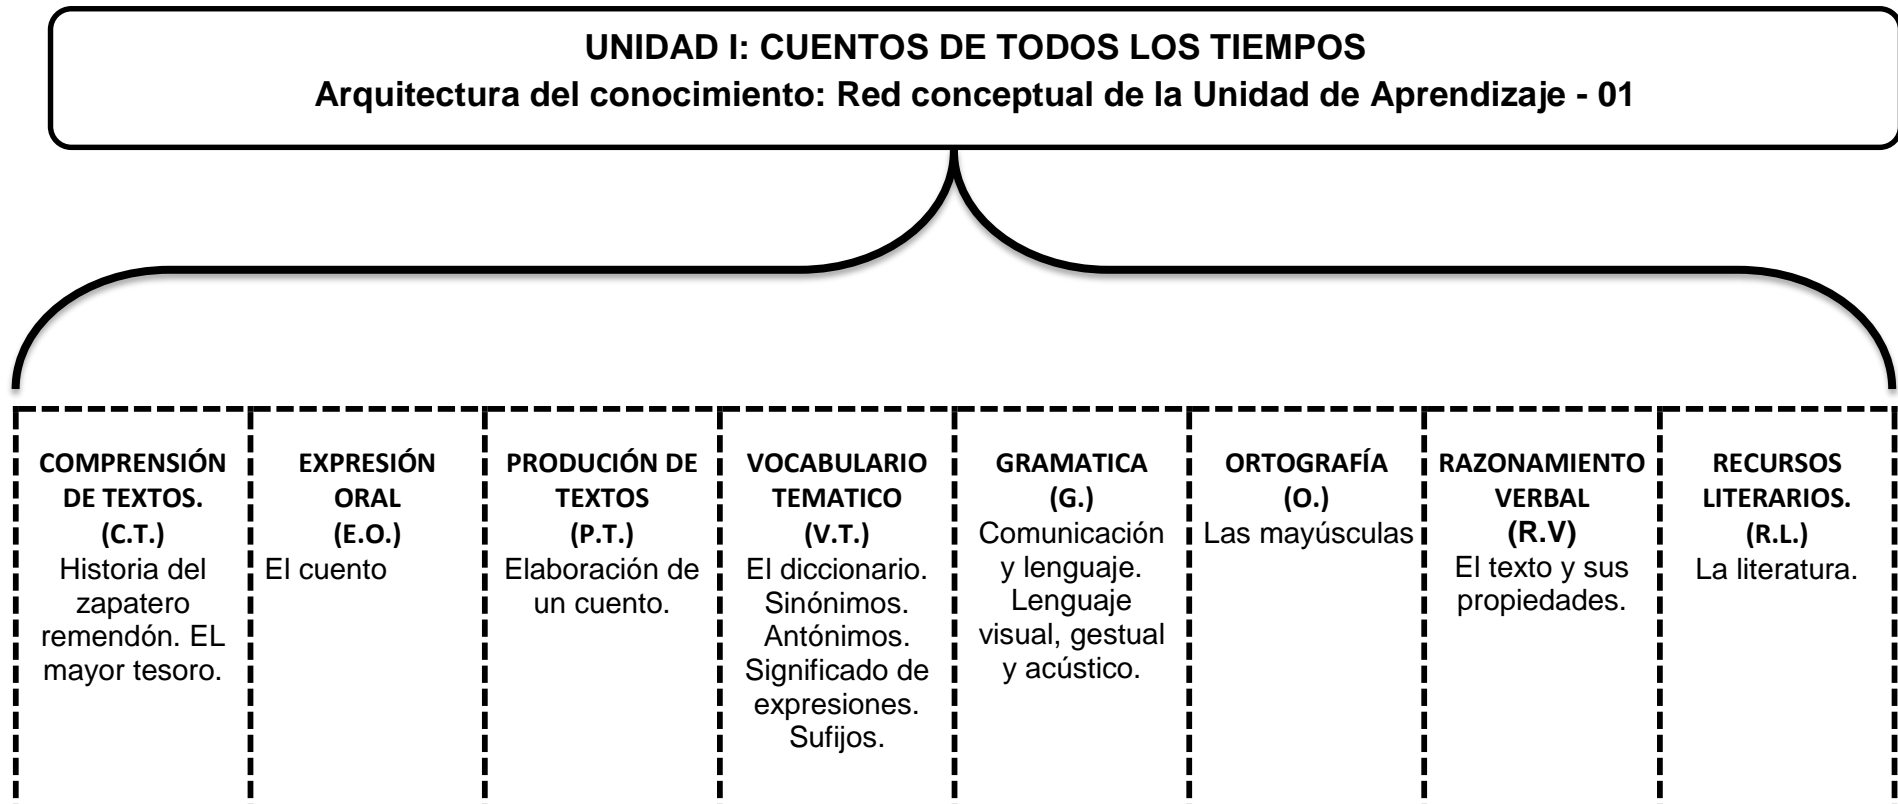 UNIDAD I: CUENTOS DE TODOS LOS TIEMPOS
Arquitectura del conocimiento: Red conceptual de la Unidad de Aprendizaje - 01
COMPRENSIÓN
DE TEXTOS.
(C.T.)
Historia del
zapatero
remendón. EL
mayor tesoro.
EXPRESIÓN
ORAL
(E.O.)
El cuento
PRODUCIÓN DE
TEXTOS
(P.T.)
Elaboración de
un cuento.
VOCABULARIO
TEMATICO
(V.T.)
El diccionario.
Sinónimos.
Antónimos.
Significado de
expresiones.
Sufijos.
GRAMATICA
(G.)
Comunicación
y lenguaje.
Lenguaje
visual, gestual
y acústico.
ORTOGRAFÍA
(O.)
Las mayúsculas
RAZONAMIENTO
VERBAL
(R.V)
El texto y sus
propiedades.
RECURSOS
LITERARIOS.
(R.L.)
La literatura.